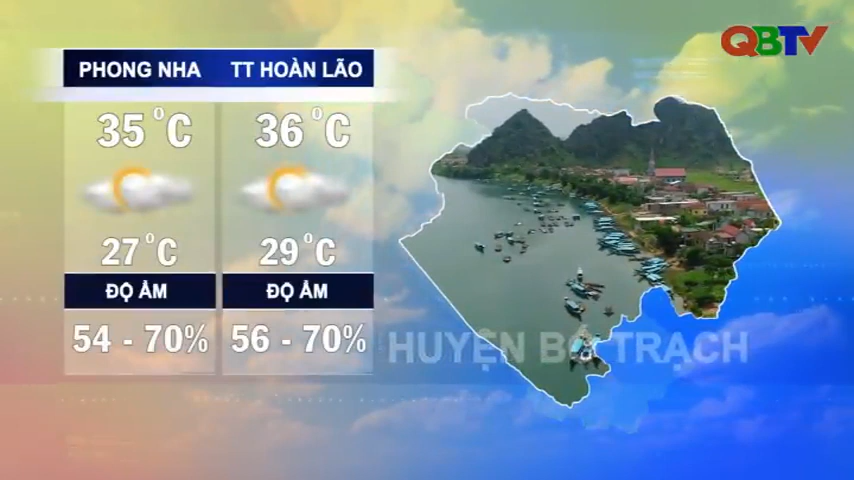 QBTV
PHONG NHA
TT HOÀN LÃO
35°C
36°C
27°C
29°C
ĐỘ ẨM
ĐỘ ẨM
54 - 70%
56 - 70%
HUYỆN BỐ TRẠCH